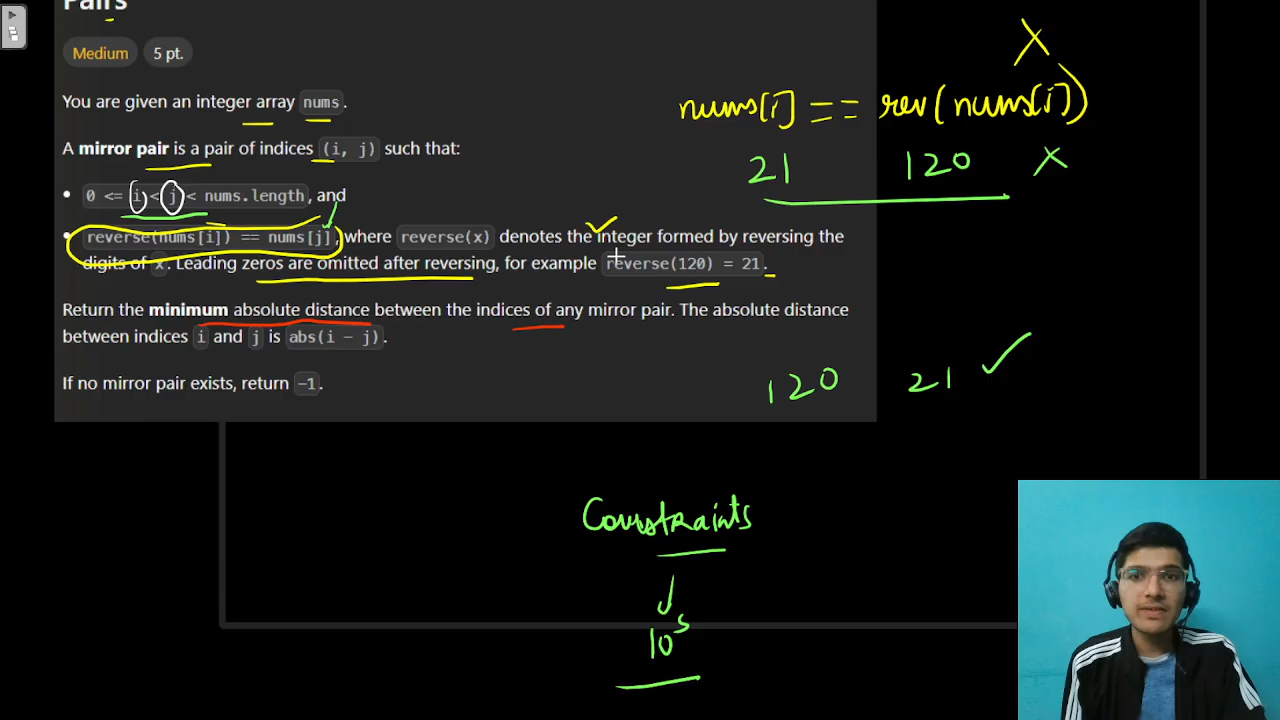 Pairs
Medium 5 pt.
You are given an integer array nums.
A mirror pair is a pair of indices (i, j) such that:
• 0 <= i < j < nums.length, and
• reverse(nums[i]) == nums[j], where reverse(x) denotes the integer formed by reversing the
digits of x. Leading zeros are omitted after reversing, for example reverse(120) = 21.
Return the minimum absolute distance between the indices of any mirror pair. The absolute distance
between indices i and j is abs(i - j).
If no mirror pair exists, return -1.
X
nums[i] == rev(nums[j])
21 120 X
120 21 ✓
Constraints
↓
10^5